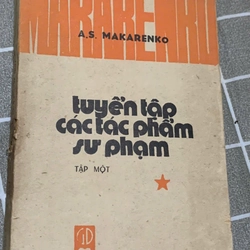 MAKARENKO
A.S. MAKARENKO
tuyển tập
các tác phẩm
sư phạm
TẬP MỘT